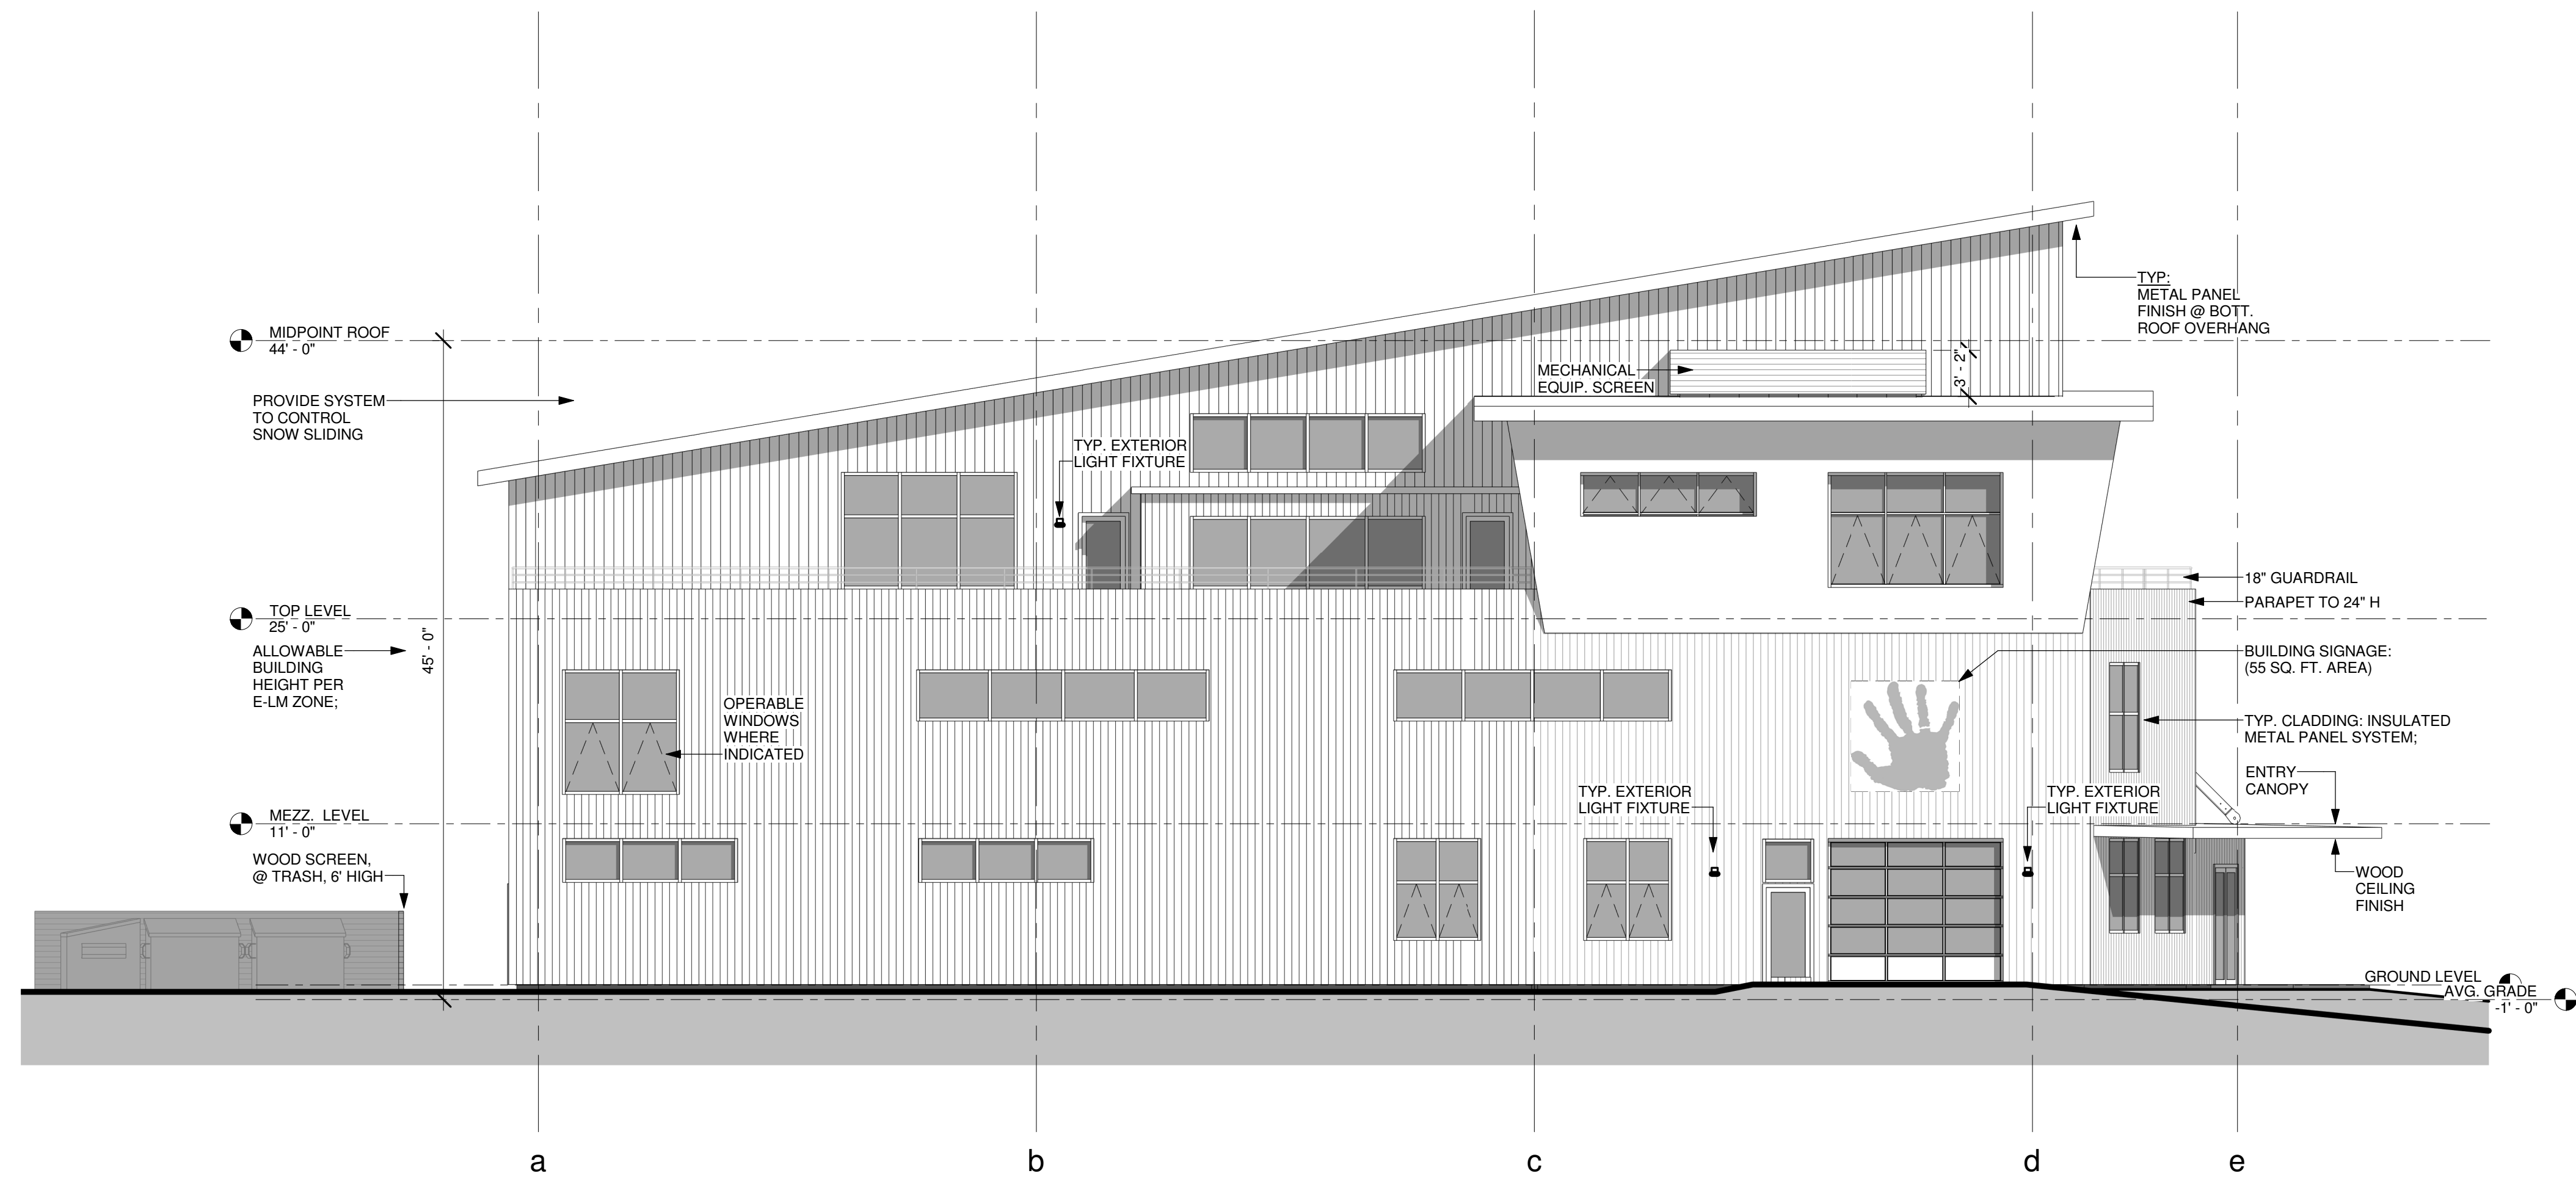 MIDPOINT ROOF
44' - 0"
PROVIDE SYSTEM
TO CONTROL
SNOW SLIDING
TOP LEVEL
25' - 0"
ALLOWABLE
BUILDING
HEIGHT PER
E-LM ZONE;
45' - 0"
MEZZ. LEVEL
11' - 0"
WOOD SCREEN,
@ TRASH, 6' HIGH
OPERABLE
WINDOWS
WHERE
INDICATED
TYP. EXTERIOR
LIGHT FIXTURE
MECHANICAL
EQUIP. SCREEN
3' - 2"
TYP:
METAL PANEL
FINISH @ BOTT.
ROOF OVERHANG
18" GUARDRAIL
PARAPET TO 24" H
BUILDING SIGNAGE:
(55 SQ. FT. AREA)
TYP. CLADDING: INSULATED
METAL PANEL SYSTEM;
ENTRY
CANOPY
TYP. EXTERIOR
LIGHT FIXTURE
TYP. EXTERIOR
LIGHT FIXTURE
WOOD
CEILING
FINISH
GROUND LEVEL
AVG. GRADE
-1' - 0"
a
b
c
d
e